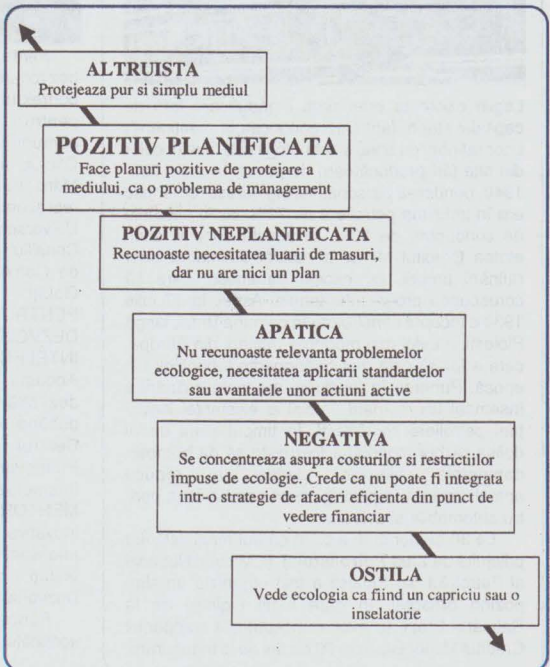 ALTRUISTA
Protejeaza pur si simplu mediul
POZITIV PLANIFICATA
Face planuri pozitive de protejare a
mediului, ca o problema de management
POZITIV NEPLANIFICATA
Recunoaste necesitatea luarii de masuri,
dar nu are nici un plan
APATICA
Nu recunoaste relevanta problemelor
ecologice, necesitatea aplicarii standardelor
sau avantaiele unor actiuni active
NEGATIVA
Se concentreaza asupra costurilor si restrictiilor
impuse de ecologie. Crede ca nu poate fi integrata
intr-o strategie de afaceri eficienta din punct de
vedere financiar
OSTILA
Vede ecologia ca fiind un capriciu sau o
inselatorie